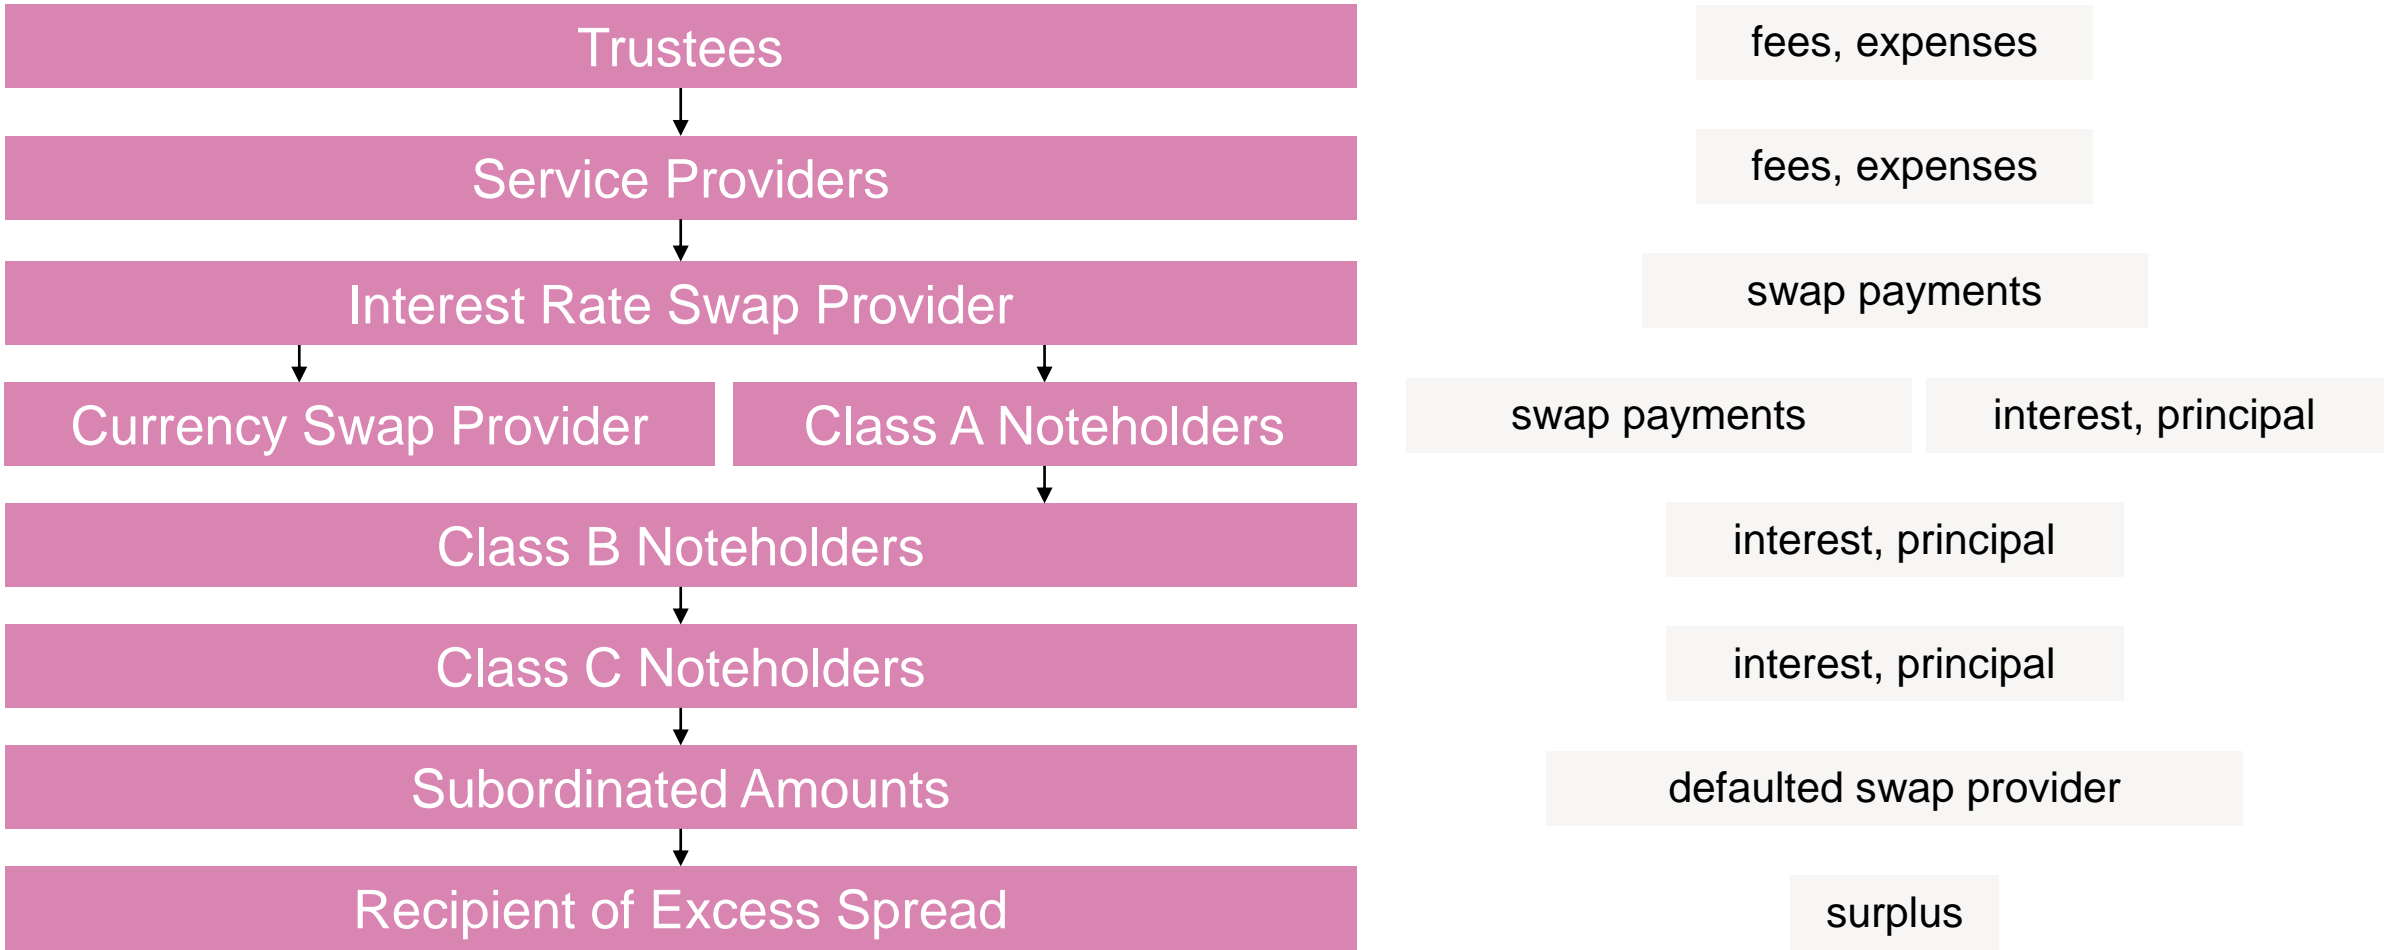 Trustees
fees, expenses
Service Providers
fees, expenses
Interest Rate Swap Provider
swap payments
Currency Swap Provider
Class A Noteholders
swap payments
interest, principal
Class B Noteholders
interest, principal
Class C Noteholders
interest, principal
Subordinated Amounts
defaulted swap provider
Recipient of Excess Spread
surplus